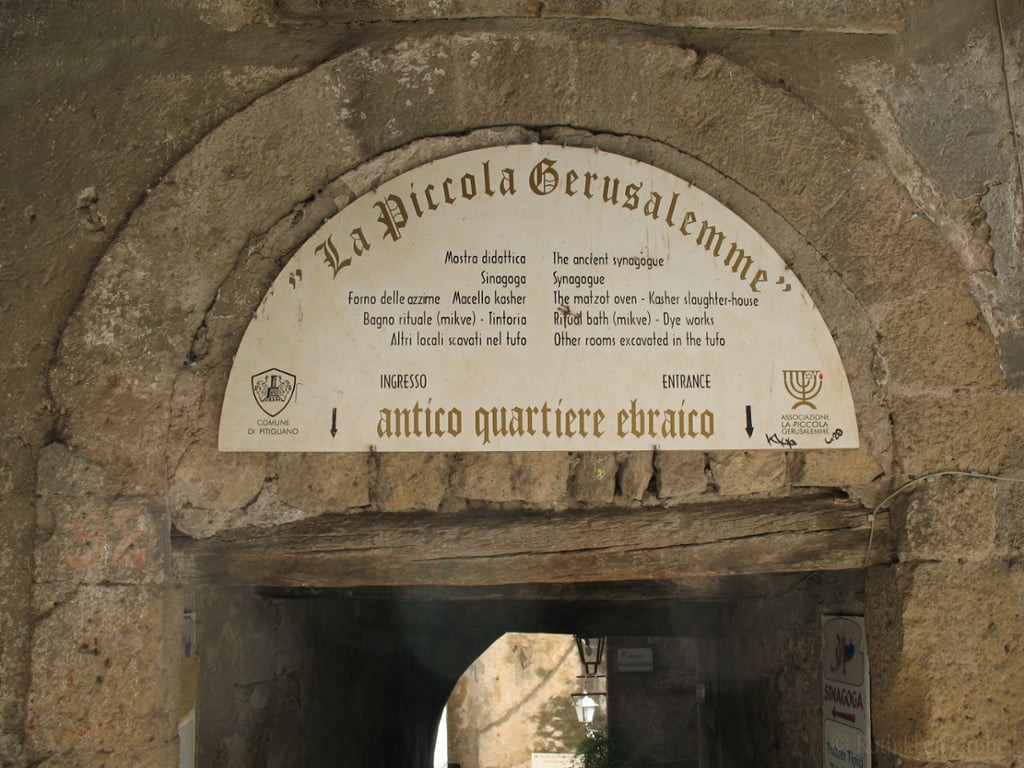 "La Piccola Gerusalemme"
Mostra didattica The ancient synagogue
Sinagoga Synagogue
Forno delle azzime Macello kasher The matzot oven - Kasher slaughter-house
Bagno rituale (mikve) - Tintoria Ritual bath (mikve) - Dye works
Altri locali scavati nel tufo Other rooms excavated in the tufo
INGRESSO ENTRANCE
antico quartiere ebraico
COMUNE
DI PITIGLIANO
ASSOCIAZIONE
LA PICCOLA
GERUSALEMME
92
SINAGOGA